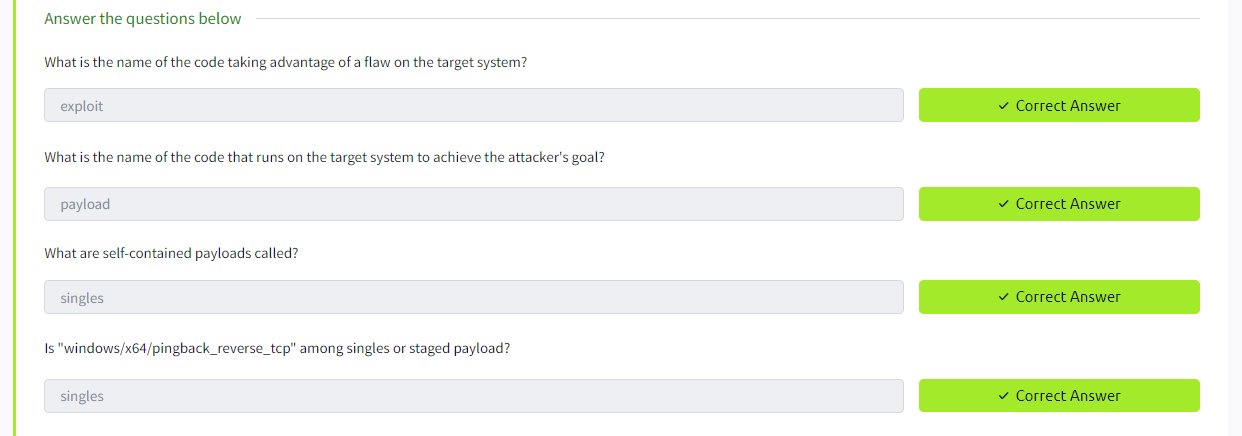 Answer the questions below
What is the name of the code taking advantage of a flaw on the target system?
exploit
✓ Correct Answer
What is the name of the code that runs on the target system to achieve the attacker's goal?
payload
✓ Correct Answer
What are self-contained payloads called?
singles
✓ Correct Answer
Is "windows/x64/pingback_reverse_tcp" among singles or staged payload?
singles
✓ Correct Answer